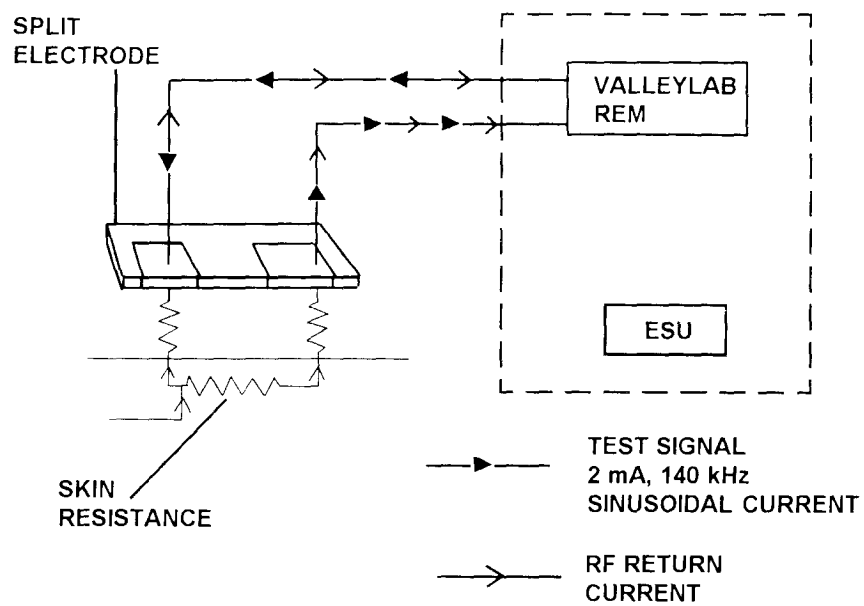 SPLIT
ELECTRODE
VALLEYLAB
REM
ESU
SKIN
RESISTANCE
TEST SIGNAL
2 mA, 140 kHz
SINUSOIDAL CURRENT
RF RETURN
CURRENT